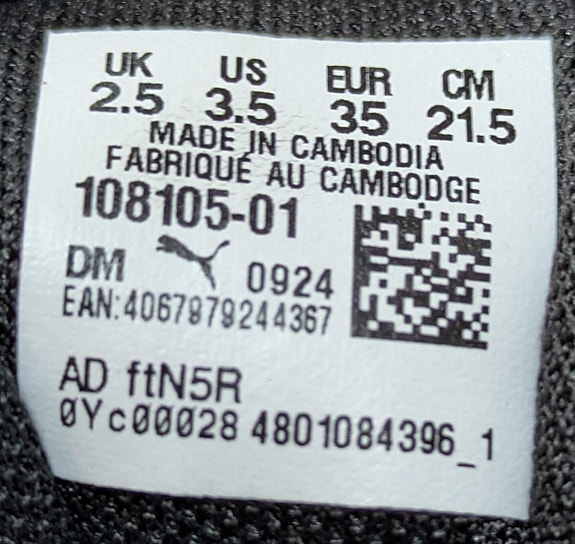 UK US EUR CM
2.5 3.5 35 21.5
MADE IN CAMBODIA
FABRIQUÉ AU CAMBODGE
108105-01
DM 0924
EAN:4067979244367
AD ftN5R
0Yc00028 4801084396_1